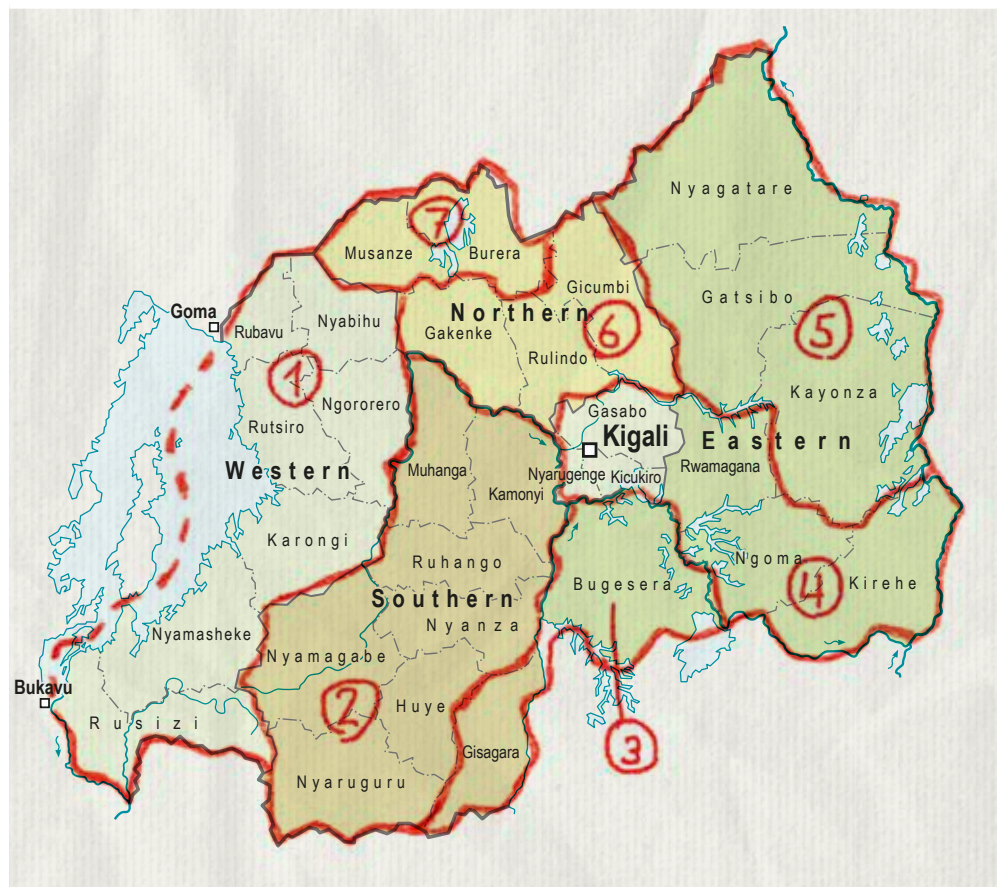 Nyagatare
7
Musanze
Burera
Goma
Gicumbi
Gatsibo
Nyabihu
Northern
Rubavu
Gakenke
6
5
Rulindo
1
Kayonza
Ngororero
Gasabo
Rutsiro
Kigali
Eastern
Western
Muhanga
Nyarugenge
Kicukiro
Rwamagana
Kamonyi
Karongi
Ruhango
Ngoma
Bugesera
4
Kirehe
Southern
Nyanza
Nyamasheke
Nyamagabe
Bukavu
2
Huye
Rusizi
3
Gisagara
Nyaruguru